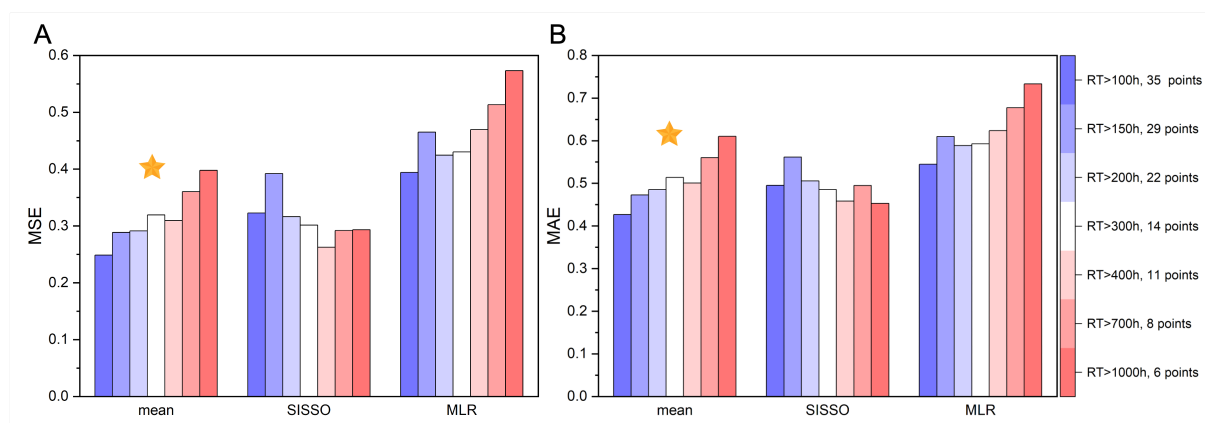 A
B
0.6
0.5
0.4
0.3
0.2
0.1
0.0
MSE
mean
SISSO
MLR
0.8
0.7
0.6
0.5
0.4
0.3
0.2
0.1
0.0
MAE
mean
SISSO
MLR
RT>100h, 35 points
RT>150h, 29 points
RT>200h, 22 points
RT>300h, 14 points
RT>400h, 11 points
RT>700h, 8 points
RT>1000h, 6 points